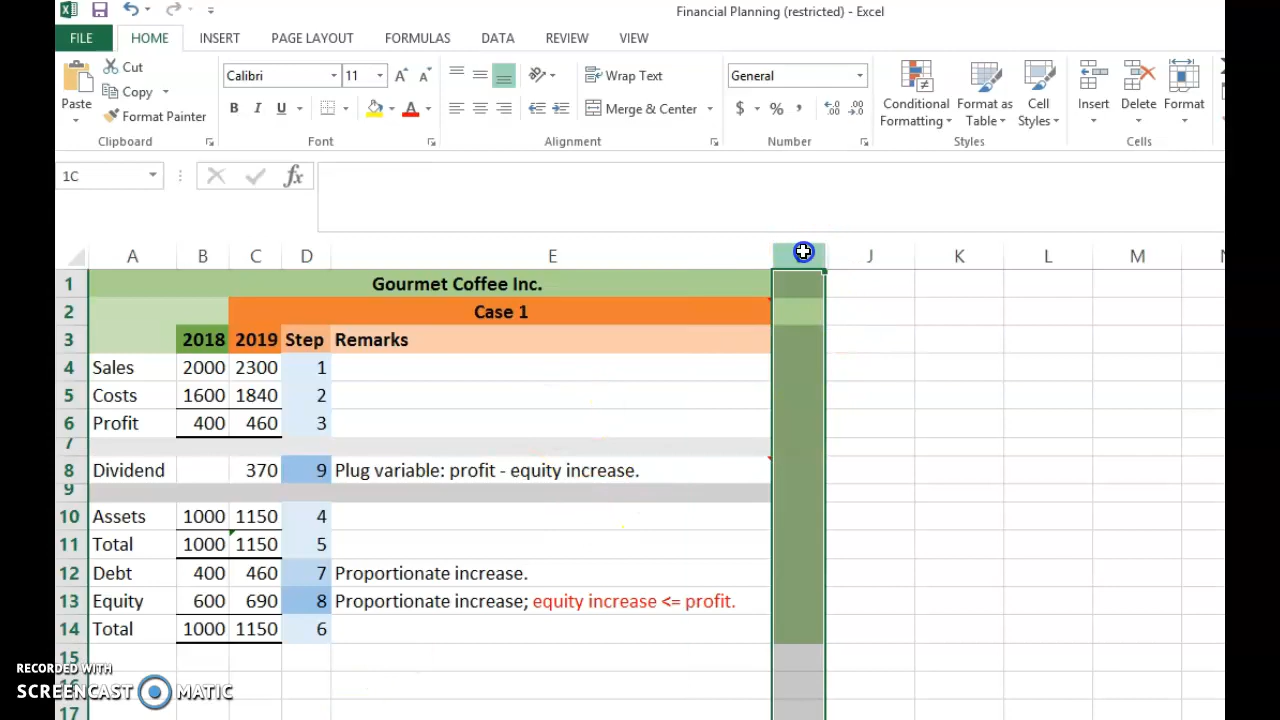 Financial Planning (restricted) - Excel
FILE HOME INSERT PAGE LAYOUT FORMULAS DATA REVIEW VIEW
Cut
Copy
Format Painter
Paste
Clipboard
Calibri 11
B I U
Font
Wrap Text
Merge & Center
Alignment
General
$ % ,
Number
Conditional Formatting
Format as Table
Cell Styles
Styles
Insert Delete Format
Cells
1C fx
A B C D E J K L M
1 Gourmet Coffee Inc.
2 Case 1
3 2018 2019 Step Remarks
4 Sales 2000 2300 1
5 Costs 1600 1840 2
6 Profit 400 460 3
7
8 Dividend 370 9 Plug variable: profit - equity increase.
9
10 Assets 1000 1150 4
11 Total 1000 1150 5
12 Debt 400 460 7 Proportionate increase.
13 Equity 600 690 8 Proportionate increase; equity increase <= profit.
14 Total 1000 1150 6
15
17
RECORDED WITH
SCREENCAST MATIC